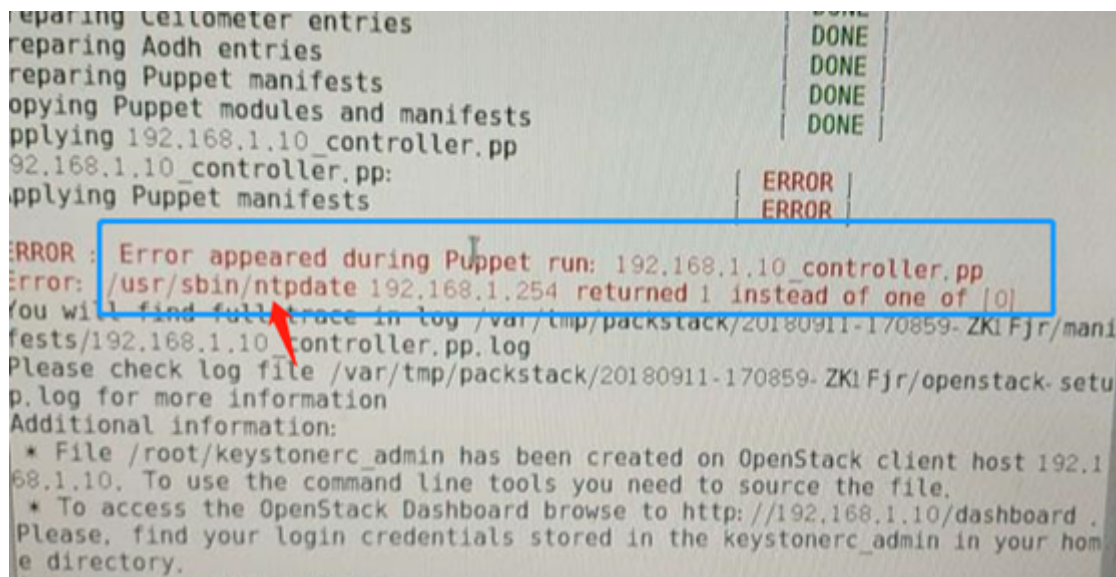 reparing Ceilometer entries [ DONE ]
reparing Aodh entries [ DONE ]
reparing Puppet manifests [ DONE ]
opying Puppet modules and manifests [ DONE ]
pplying 192.168.1.10_controller.pp [ DONE ]
92.168.1.10_controller.pp: [ ERROR ]
pplying Puppet manifests [ ERROR ]
ERROR : Error appeared during Puppet run: 192.168.1.10_controller.pp
Error: /usr/sbin/ntpdate 192.168.1.254 returned 1 instead of one of [0]
You will find full trace in log /var/tmp/packstack/20180911-170859-ZKlFjr/mani
fests/192.168.1.10_controller.pp.log
Please check log file /var/tmp/packstack/20180911-170859-ZKlFjr/openstack-setu
p.log for more information
Additional information:
* File /root/keystonerc_admin has been created on OpenStack client host 192.1
68.1.10. To use the command line tools you need to source the file.
* To access the OpenStack Dashboard browse to http://192.168.1.10/dashboard .
Please, find your login credentials stored in the keystonerc_admin in your hom
e directory.